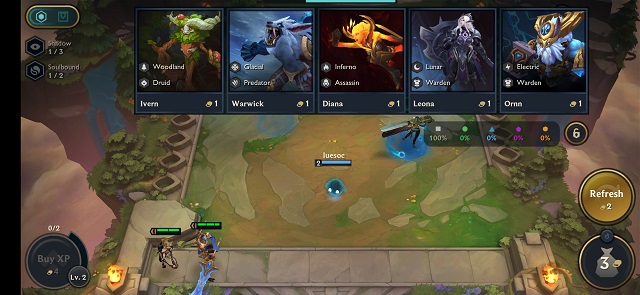 Shadow
1 / 3
Soulbound
1 / 2
Woodland
Druid
Ivern
1
Glacial
Predator
Warwick
1
Inferno
Assassin
Diana
1
Lunar
Warden
Leona
1
Electric
Warden
Ornn
1
100%
0%
0%
0%
0%
6
Juesoc
2
Refresh
2
0/2
Buy XP
4
Lv. 2
3